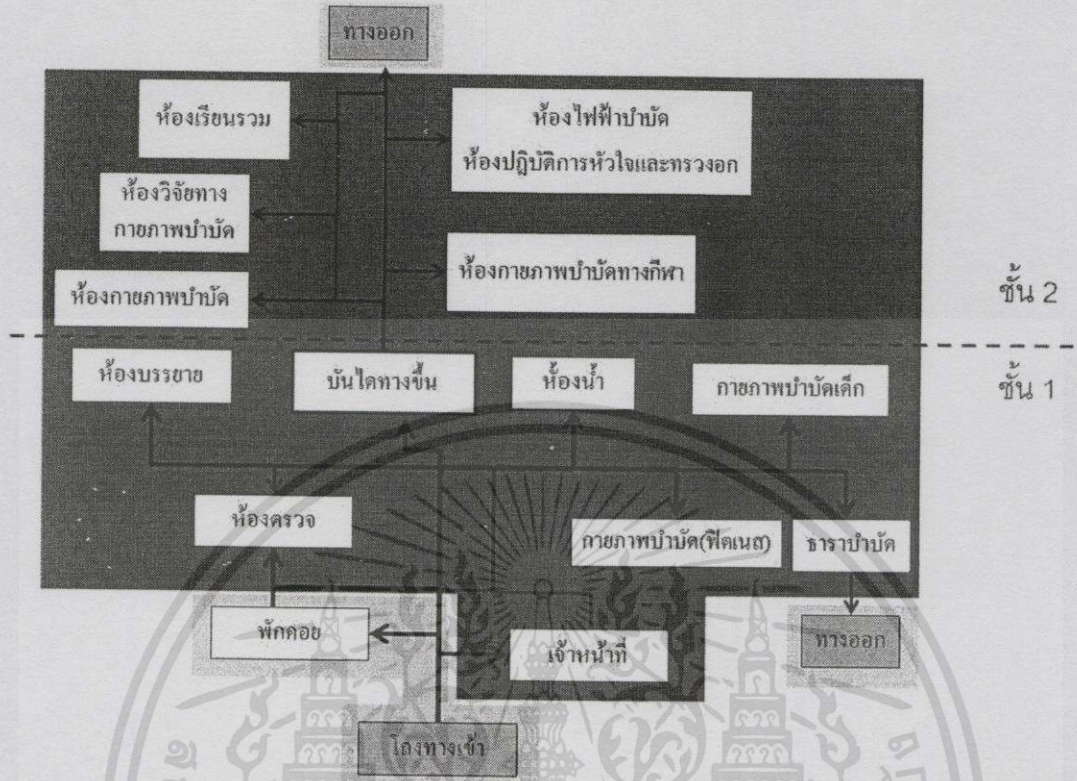 ทางออก
ห้องเรียนรวม
ห้องไฟฟ้าบำบัด
ห้องปฏิบัติการหัวใจและทรวงอก
ห้องวิจัยทาง
กายภาพบำบัด
ห้องกายภาพบำบัดทางกีฬา
ห้องกายภาพบำบัด
ชั้น 2
ห้องบรรยาย
บันไดทางขึ้น
ห้องน้ำ
กายภาพบำบัดเด็ก
ชั้น 1
ห้องตรวจ
กายภาพบำบัด(ฟิตเนส)
ธาราบำบัด
พักคอย
เจ้าหน้าที่
ทางออก
โถงทางเข้า